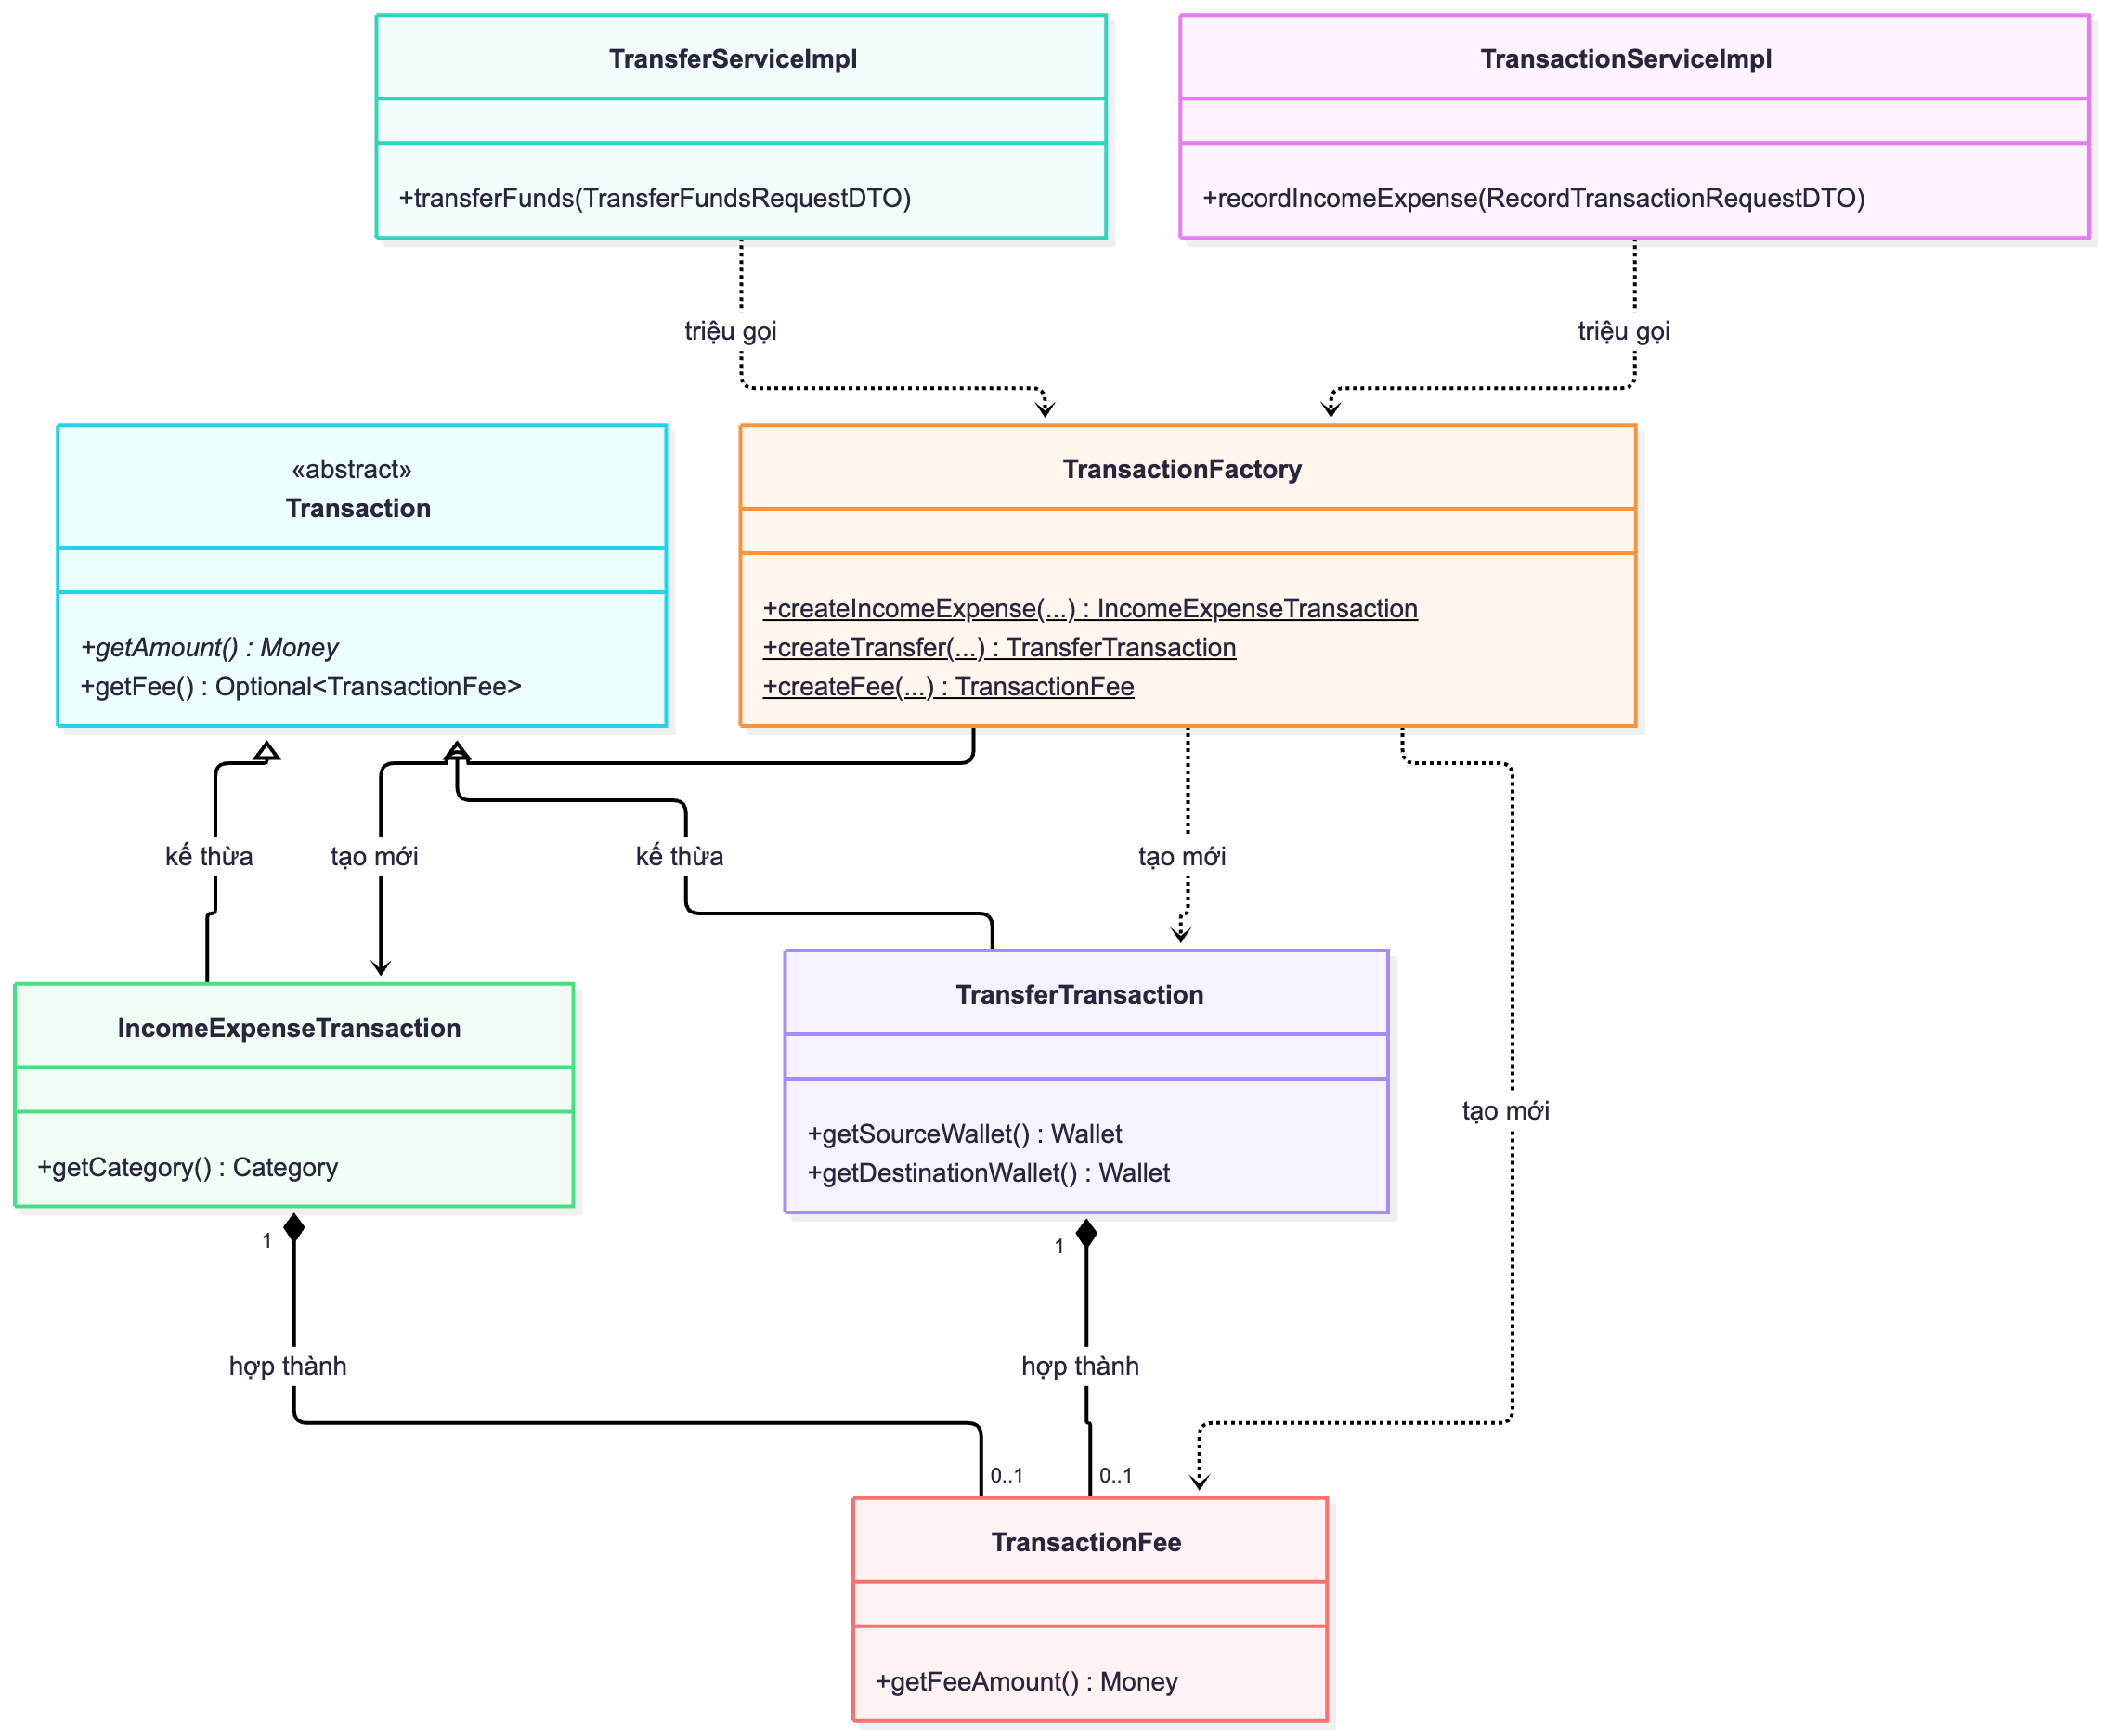 TransferServiceImpl
+transferFunds(TransferFundsRequestDTO)
TransactionServiceImpl
+recordIncomeExpense(RecordTransactionRequestDTO)
triệu gọi
triệu gọi
«abstract»
Transaction
+getAmount() : Money
+getFee() : Optional<TransactionFee>
TransactionFactory
+createIncomeExpense(...) : IncomeExpenseTransaction
+createTransfer(...) : TransferTransaction
+createFee(...) : TransactionFee
kế thừa
tạo mới
kế thừa
tạo mới
IncomeExpenseTransaction
+getCategory() : Category
TransferTransaction
+getSourceWallet() : Wallet
+getDestinationWallet() : Wallet
tạo mới
1
1
hợp thành
hợp thành
0..1
0..1
TransactionFee
+getFeeAmount() : Money